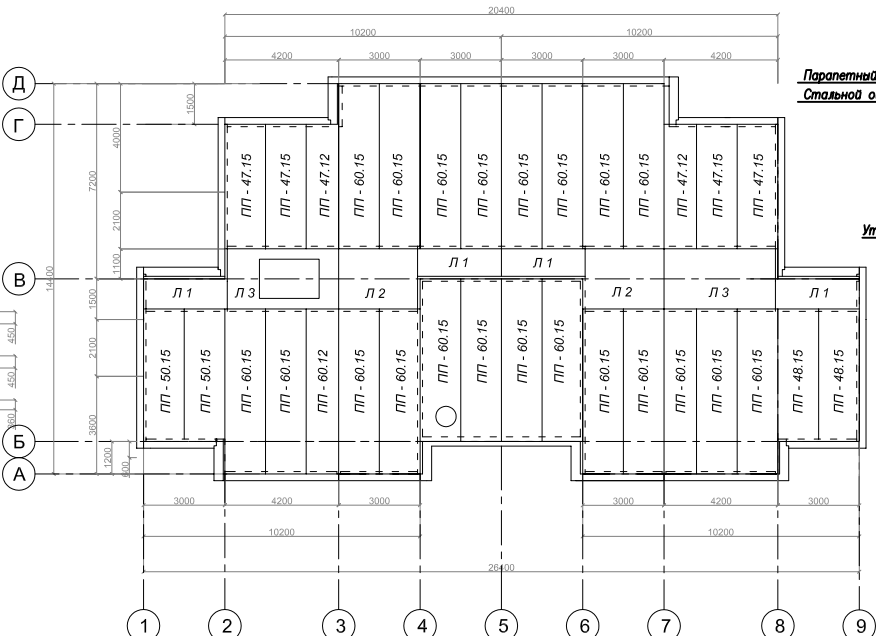 20400
10200 10200
4200 3000 3000 3000 3000 4200
Д
Г
В
Б
А
Парапетный
Стальной
Ут
1500
4000
7200
2100
1100
14400
1500
2100
3600
1200
600
450
450
ПП - 47.15 ПП - 47.15 ПП - 47.12 ПП - 60.15 ПП - 60.15 ПП - 60.15 ПП - 60.15 ПП - 60.15 ПП - 60.15 ПП - 60.15 ПП - 60.15 ПП - 47.12 ПП - 47.15 ПП - 47.15
Л 1 Л 1
Л 1 Л 3 Л 2 Л 2 Л 3 Л 1
ПП - 50.15 ПП - 50.15 ПП - 60.15 ПП - 60.15 ПП - 60.12 ПП - 60.15 ПП - 60.15 ПП - 60.15 ПП - 60.15 ПП - 60.15 ПП - 60.15 ПП - 60.15 ПП - 60.15 ПП - 60.12 ПП - 60.15 ПП - 60.15 ПП - 48.15 ПП - 48.15
3000 4200 3000 3000 4200 3000
10200 10200
26400
1 2 3 4 5 6 7 8 9